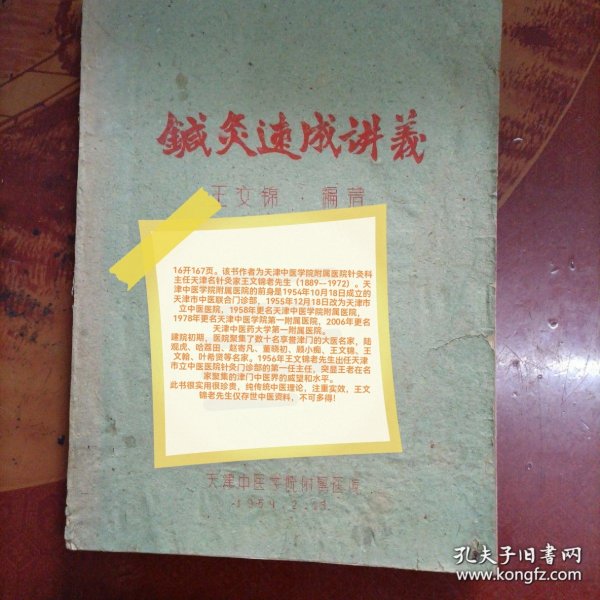 鍼灸速成讲義
王文锦·编著
16开167页。该书作者为天津中医学院附属医院针灸科
主任天津名针灸家王文锦老先生（1889一1972）。天
津中医学院附属医院的前身是1954年10月18日成立的
天津市中医联合门诊部，1955年12月18日改为天津市
立中医医院，1958年更名天津中医学院附属医院，
1978年更名天津中医学院第一附属医院、2006年更名
天津中医药大学第一附属医院。
建院初期，医院聚集了数十名享誉津门的大医名家，陆
观虎、哈荔田、赵寄凡、董晓初、顾小痴、王文锦、王
文翰、叶希贤等名家。1956年王文锦老先生出任天津
市立中医医院针灸门诊部的第一任主任，突显王者在名
家聚集的津门中医界的威望和水平。
此书很实用很珍贵，纯传统中医理论，注重实效，王文
锦老先生仅存世中医资料，不可多得！
天津中医学院附属医院
孔夫子旧书网
www.kongfz.com